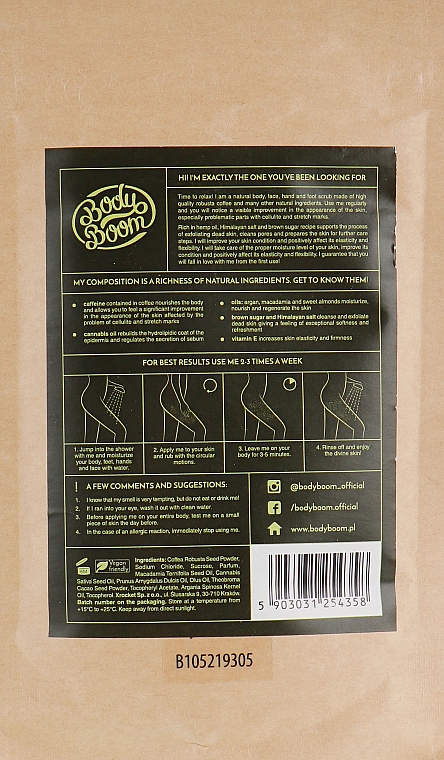 Body
Boom
HI! I'M EXACTLY THE ONE YOU'VE BEEN LOOKING FOR
Time to relax! I am a natural body, face, hand and foot scrub made of high
quality robusta coffee and many other natural ingredients. Use me regularly
and you will notice a visible improvement in the appearance of the skin,
especially problematic parts with cellulite and stretch marks.
Rich in hemp oil, Himalayan salt and brown sugar recipe supports the process
of exfoliating dead skin, cleans pores and prepares the skin for further care
steps. I will improve your skin condition and positively affect its elasticity and
flexibility. I will take care of the proper moisture level of your skin, improve its
condition and positively affect its elasticity and flexibility. I guarantee that you
will fall in love with me from the first use!
MY COMPOSITION IS A RICHNESS OF NATURAL INGREDIENTS. GET TO KNOW THEM!
• caffeine contained in coffee nourishes the body
and allows you to feel a significant improvement
in the appearance of the skin affected by the
problem of cellulite and stretch marks
• cannabis oil rebuilds the hydrolipidic coat of the
epidermis and regulates the secretion of sebum
• oils: argan, macadamia and sweet almonds moisturize,
nourish and regenerate the skin
• brown sugar and Himalayan salt cleanse and exfoliate
dead skin giving a feeling of exceptional softness and
refreshment
• vitamin E increases skin elasticity and firmness
FOR BEST RESULTS USE ME 2-3 TIMES A WEEK
1. Jump into the shower
with me and moisturize
your body, feet, hands
and face with water.
2. Apply me to your skin
and rub with the circular
motions.
3. Leave me on your
body for 3-5 minutes.
4. Rinse off and enjoy
the divine skin!
! A FEW COMMENTS AND SUGGESTIONS:
1. I know that my smell is very tempting, but do not eat or drink me!
2. If I ran into your eye, wash it out with clean water.
3. Before applying me on your entire body, test me on a small
piece of skin the day before.
4. In the case of an allergic reaction, immediately stop using me.
@bodyboom_official
/bodyboom.official
www.bodyboom.pl
Vegan
friendly
Ingredients: Coffea Robusta Seed Powder,
Sodium Chloride, Sucrose, Parfum,
Macadamia Ternifolia Seed Oil, Cannabis
Sativa Seed Oil, Prunus Amygdalus Dulcis Oil, Olus Oil, Theobroma
Cacao Seed Powder, Tocopheryl Acetate, Argania Spinosa Kernel
Oil, Tocopherol. Xrocket Sp. z o.o., ul. Ślusarska 9, 30-710 Kraków.
Batch number on the packaging. Store at a temperature from
+15°C to +25°C. Keep away from direct sunlight.
5 903031 254358
B105219305